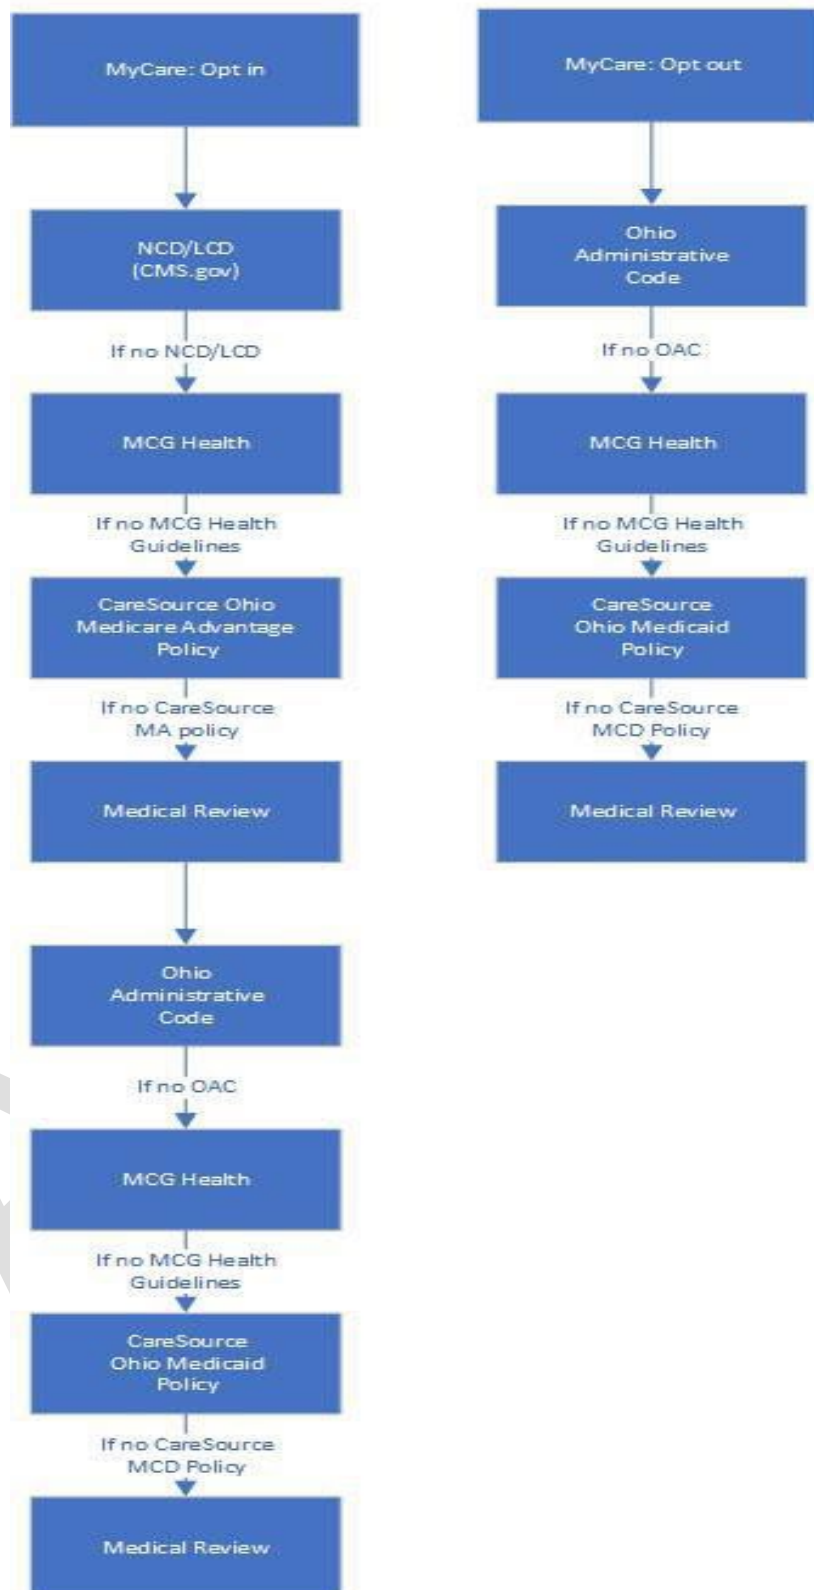 MyCare: Opt in
NCD/LCD
(CMS.gov)
If no NCD/LCD
MCG Health
If no MCG Health
Guidelines
CareSource Ohio
Medicare Advantage
Policy
If no CareSource
MA policy
Medical Review
Ohio
Administrative
Code
If no OAC
MCG Health
If no MCG Health
Guidelines
CareSource
Ohio Medicaid
Policy
If no CareSource
MCD Policy
Medical Review
MyCare: Opt out
Ohio
Administrative
Code
If no OAC
MCG Health
If no MCG Health
Guidelines
CareSource
Ohio Medicaid
Policy
If no CareSource
MCD Policy
Medical Review